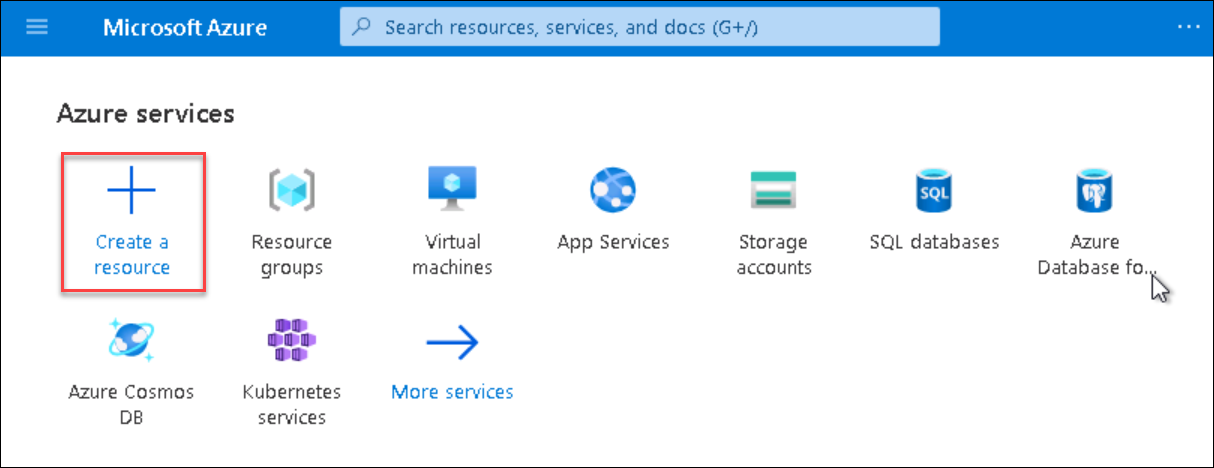 Microsoft Azure
Search resources, services, and docs (G+/)
...
Azure services
Create a
resource
Resource
groups
Virtual
machines
App Services
Storage
accounts
SQL
SQL databases
Azure
Database fo...
Azure Cosmos
DB
Kubernetes
services
More services